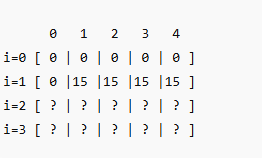 0 1 2 3 4
i=0 [ 0 | 0 | 0 | 0 | 0 ]
i=1 [ 0 |15 |15 |15 |15 ]
i=2 [ ? | ? | ? | ? | ? ]
i=3 [ ? | ? | ? | ? | ? ]